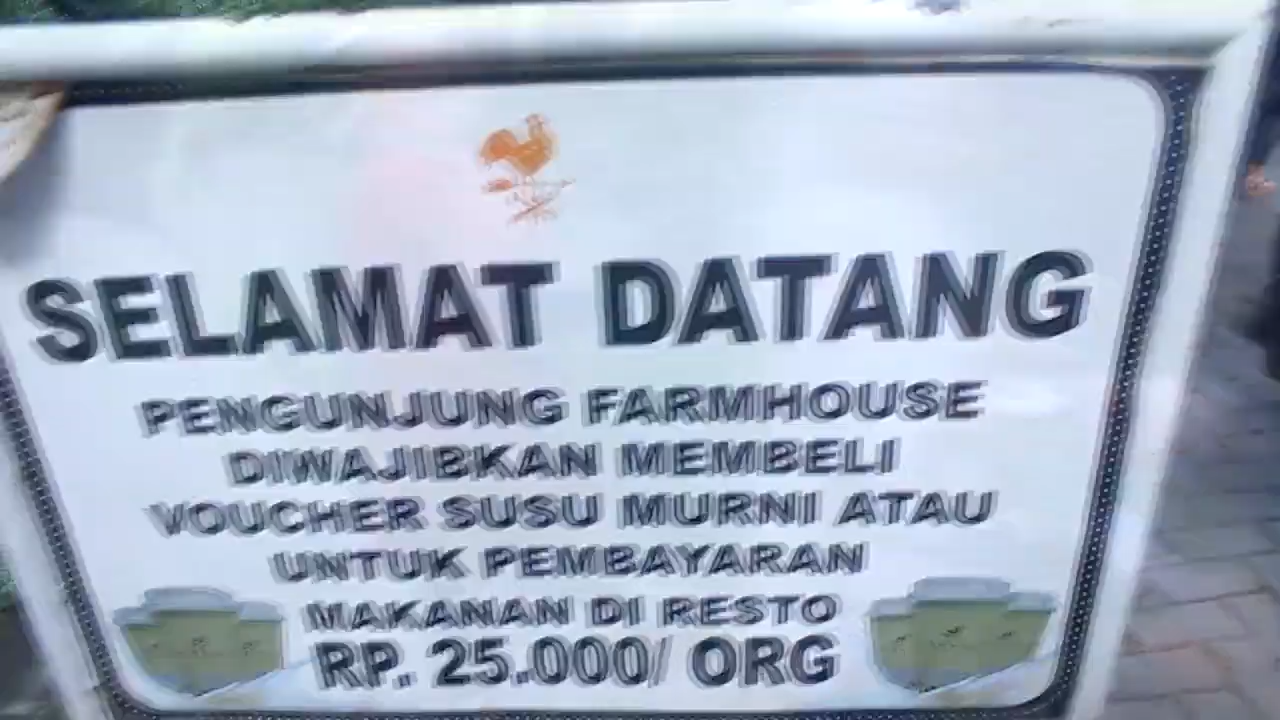 SELAMAT DATANG
PENGUNJUNG FARMHOUSE
DIWAJIBKAN MEMBELI
VOUCHER SUSU MURNI ATAU
UNTUK PEMBAYARAN
MAKANAN DI RESTO
RP. 25.000/ ORG